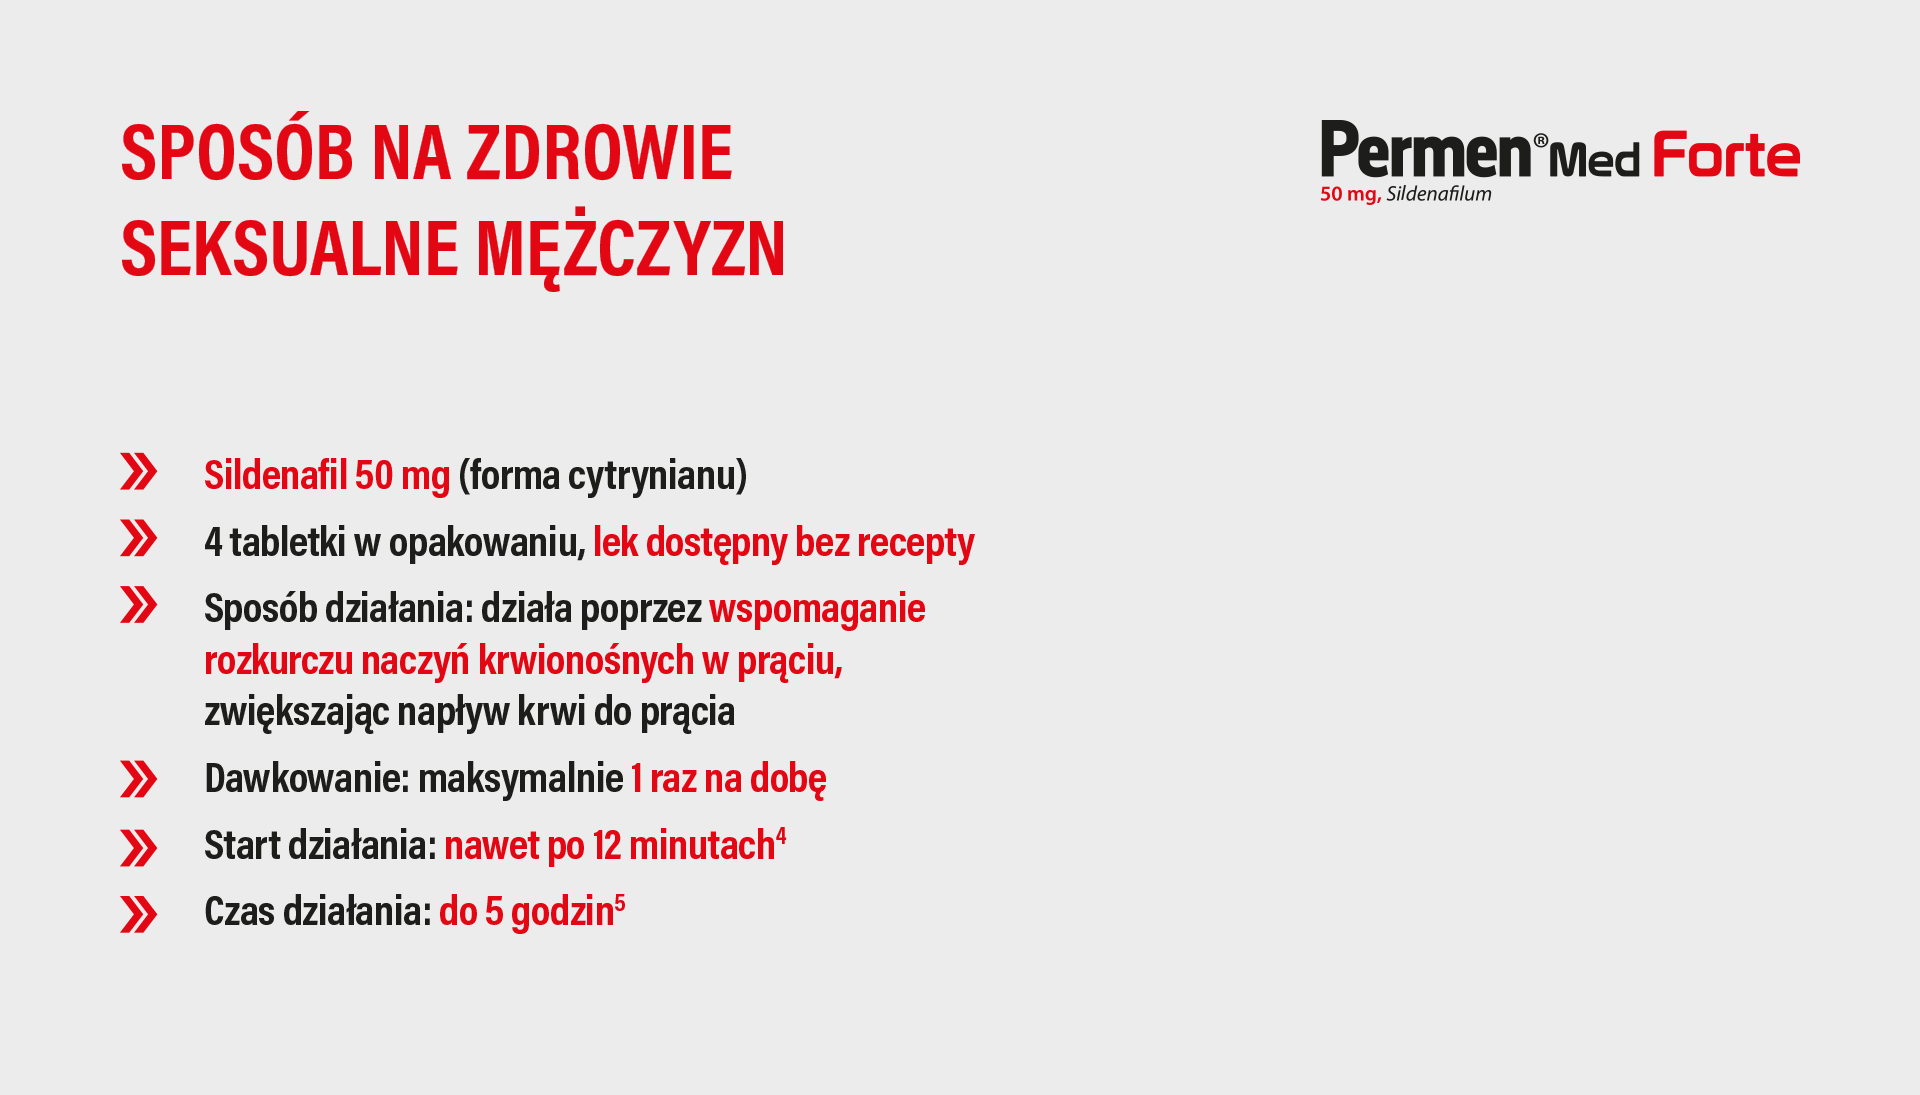 SPOSÓB NA ZDROWIE
SEKSUALNE MĘŻCZYZN
Permen® Med Forte
50 mg, Sildenafilum
Sildenafil 50 mg (forma cytrynianu)
4 tabletki w opakowaniu, lek dostępny bez recepty
Sposób działania: działa poprzez wspomaganie
rozkurczu naczyń krwionośnych w prąciu,
zwiększając napływ krwi do prącia
Dawkowanie: maksymalnie 1 raz na dobę
Start działania: nawet po 12 minutach⁴
Czas działania: do 5 godzin⁵